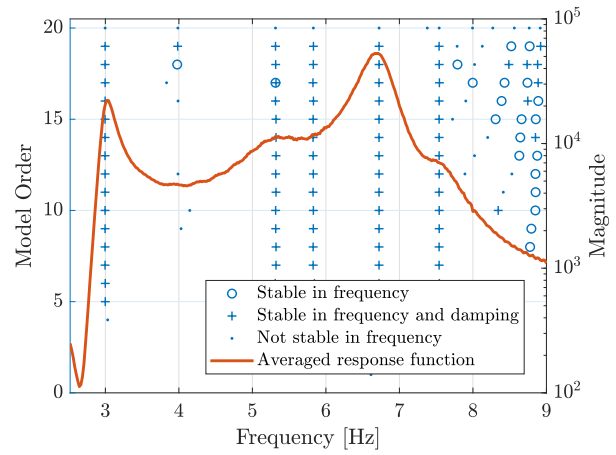 20
15
10
5
0
Model Order
10^5
10^4
10^3
10^2
Magnitude
Stable in frequency
Stable in frequency and damping
Not stable in frequency
Averaged response function
3 4 5 6 7 8 9
Frequency [Hz]